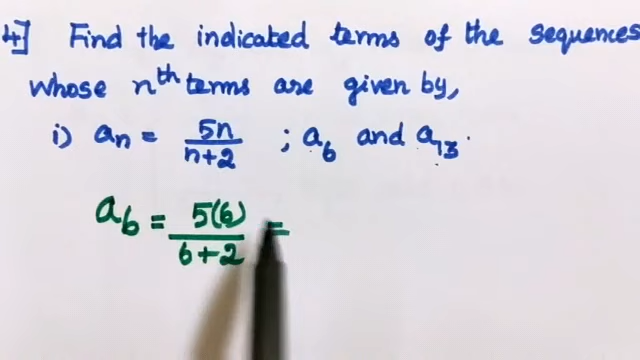 4] Find the indicated terms of the sequences
whose nth terms are given by,
i) an = 5n/n+2 ; a6 and a13.
a6 = 5(6)/6+2 =